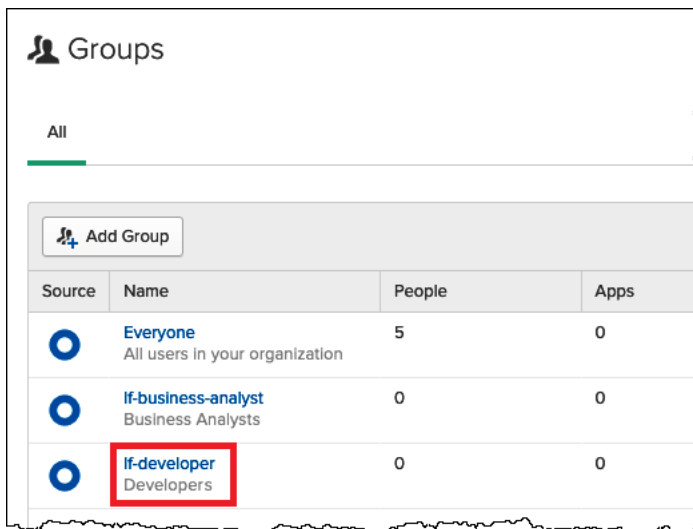 Groups
All
Add Group
Source Name People Apps
Everyone 5 0
All users in your organization
lf-business-analyst 0 0
Business Analysts
lf-developer 0 0
Developers